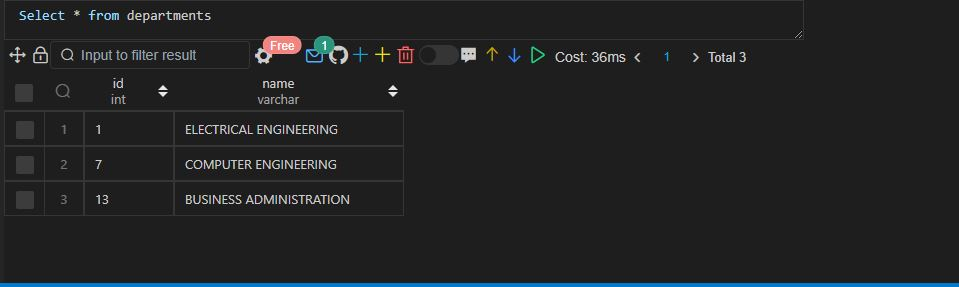 Select * from departments
Input to filter result Free 1 Cost: 36ms 1 Total 3
id name
int varchar
1 1 ELECTRICAL ENGINEERING
2 7 COMPUTER ENGINEERING
3 13 BUSINESS ADMINISTRATION